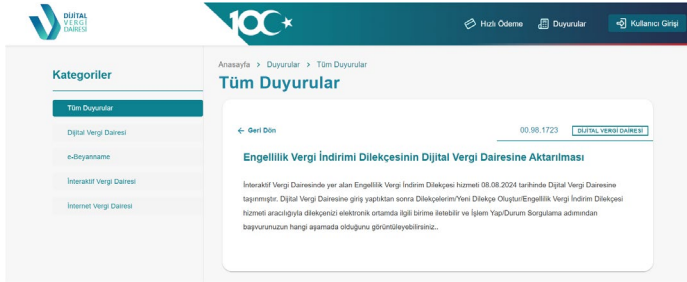 DİJİTAL
VERGİ
DAİRESİ
100
Hızlı Ödeme
Duyurular
Kullanıcı Girişi
Kategoriler
Tüm Duyurular
Dijital Vergi Dairesi
e-Beyanname
İnteraktif Vergi Dairesi
İnternet Vergi Dairesi
Anasayfa > Duyurular > Tüm Duyurular
Tüm Duyurular
← Geri Dön
00.98.1723
DİJİTAL VERGİ DAİRESİ
Engellilik Vergi İndirimi Dilekçesinin Dijital Vergi Dairesine Aktarılması
İnteraktif Vergi Dairesinde yer alan Engellilik Vergi İndirim Dilekçesi hizmeti 08.08.2024 tarihinde Dijital Vergi Dairesine
taşınmıştır. Dijital Vergi Dairesine giriş yaptıktan sonra Dilekçelerim/Yeni Dilekçe Oluştur/Engellilik Vergi İndirim Dilekçesi
hizmeti aracılığıyla dilekçenizi elektronik ortamda ilgili birime iletebilir ve İşlem Yap/Durum Sorgulama adımından
başvurunuzun hangi aşamada olduğunu görüntüleyebilirsiniz..